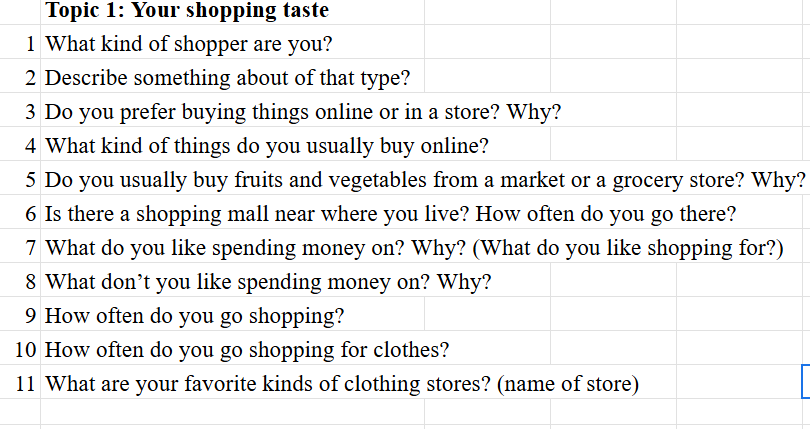 Topic 1: Your shopping taste
1 What kind of shopper are you?
2 Describe something about of that type?
3 Do you prefer buying things online or in a store? Why?
4 What kind of things do you usually buy online?
5 Do you usually buy fruits and vegetables from a market or a grocery store? Why?
6 Is there a shopping mall near where you live? How often do you go there?
7 What do you like spending money on? Why? (What do you like shopping for?)
8 What don’t you like spending money on? Why?
9 How often do you go shopping?
10 How often do you go shopping for clothes?
11 What are your favorite kinds of clothing stores? (name of store)